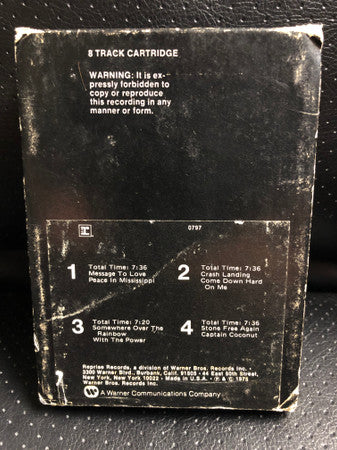 8 TRACK CARTRIDGE
WARNING: It is ex-
pressly forbidden to
copy or reproduce
this recording in any
manner or form.
0797
1 Total Time: 7:36
Message To Love
Peace In Mississippi
2 Total Time: 7:36
Crash Landing
Come Down Hard
On Me
3 Total Time: 7:20
Somewhere Over The
Rainbow
With The Power
4 Total Time: 7:36
Stone Free Again
Captain Coconut
Reprise Records, a division of Warner Bros. Records Inc. •
3300 Warner Blvd., Burbank, Calif. 91505 • 44 East 50th Street,
New York, New York 10022 • Made in U.S.A. • ℗ & © 1975
Warner Bros. Records Inc.
A Warner Communications Company